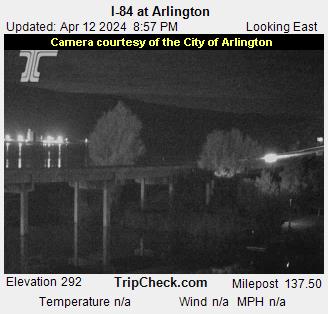 I-84 at Arlington
Updated: Apr 12 2024 8:57 PM Looking East
Camera courtesy of the City of Arlington
Elevation 292 TripCheck.com Milepost 137.50
Temperature n/a Wind n/a MPH n/a